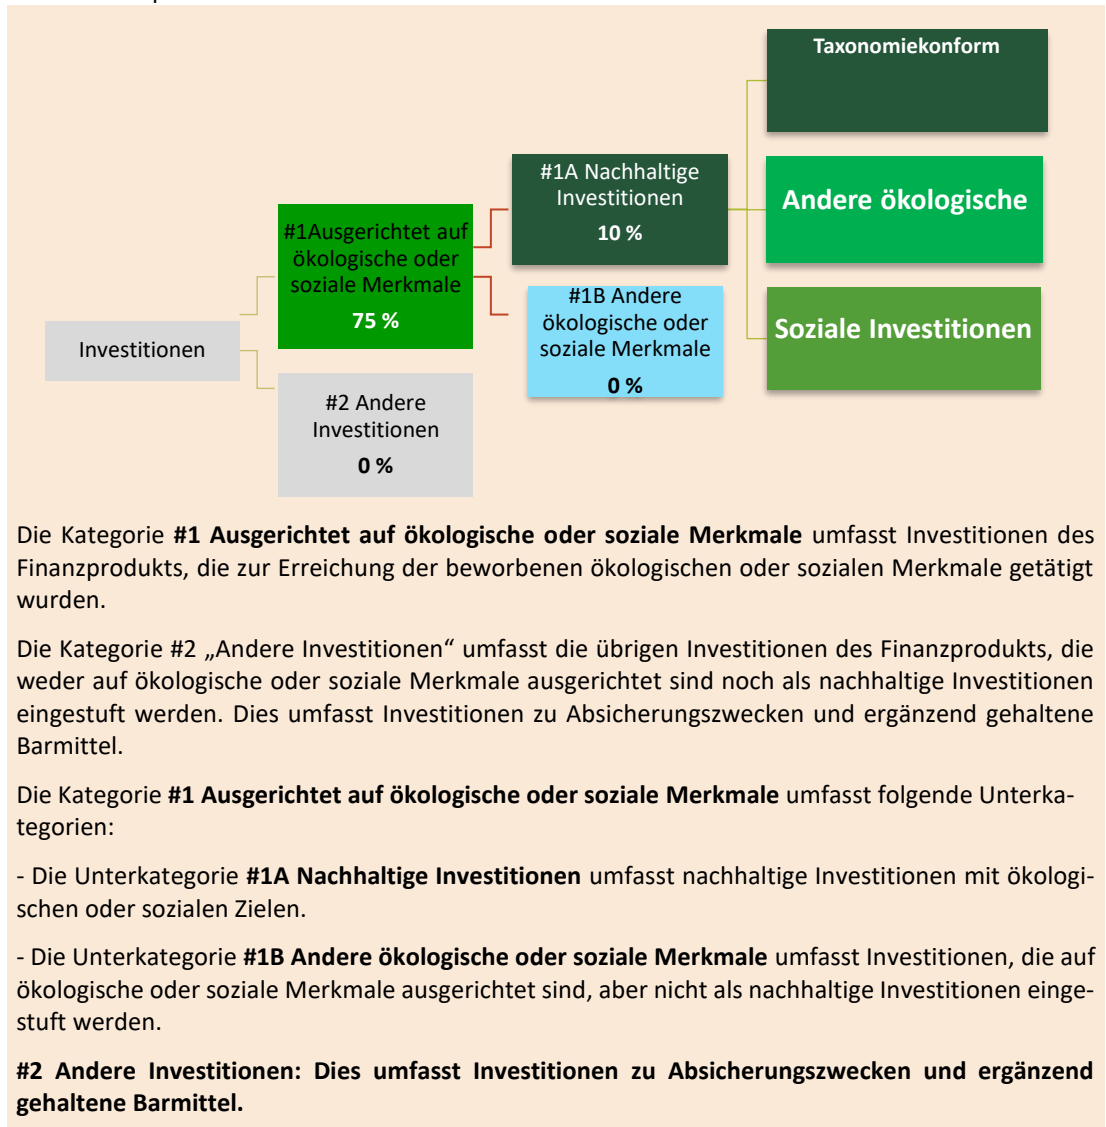 Taxonomiekonform
#1A Nachhaltige
Investitionen
10 %
Andere ökologische
#1Ausgerichtet auf
ökologische oder
soziale Merkmale
75 %
#1B Andere
ökologische oder
soziale Merkmale
0 %
Soziale Investitionen
Investitionen
#2 Andere
Investitionen
0 %
Die Kategorie #1 Ausgerichtet auf ökologische oder soziale Merkmale umfasst Investitionen des
Finanzprodukts, die zur Erreichung der beworbenen ökologischen oder sozialen Merkmale getätigt
wurden.
Die Kategorie #2 „Andere Investitionen“ umfasst die übrigen Investitionen des Finanzprodukts, die
weder auf ökologische oder soziale Merkmale ausgerichtet sind noch als nachhaltige Investitionen
eingestuft werden. Dies umfasst Investitionen zu Absicherungszwecken und ergänzend gehaltene
Barmittel.
Die Kategorie #1 Ausgerichtet auf ökologische oder soziale Merkmale umfasst folgende Unterka-
tegorien:
- Die Unterkategorie #1A Nachhaltige Investitionen umfasst nachhaltige Investitionen mit ökologi-
schen oder sozialen Zielen.
- Die Unterkategorie #1B Andere ökologische oder soziale Merkmale umfasst Investitionen, die auf
ökologische oder soziale Merkmale ausgerichtet sind, aber nicht als nachhaltige Investitionen einge-
stuft werden.
#2 Andere Investitionen: Dies umfasst Investitionen zu Absicherungszwecken und ergänzend
gehaltene Barmittel.